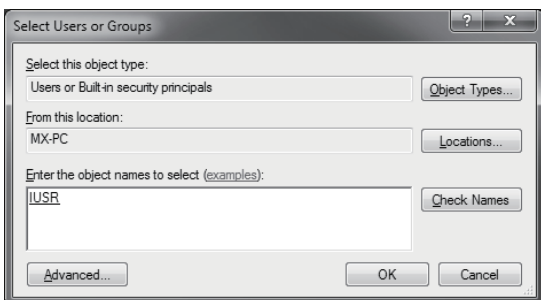 Select Users or Groups
Select this object type:
Users or Built-in security principals
Object Types...
From this location:
MX-PC
Locations...
Enter the object names to select (examples):
IUSR
Check Names
Advanced...
OK
Cancel